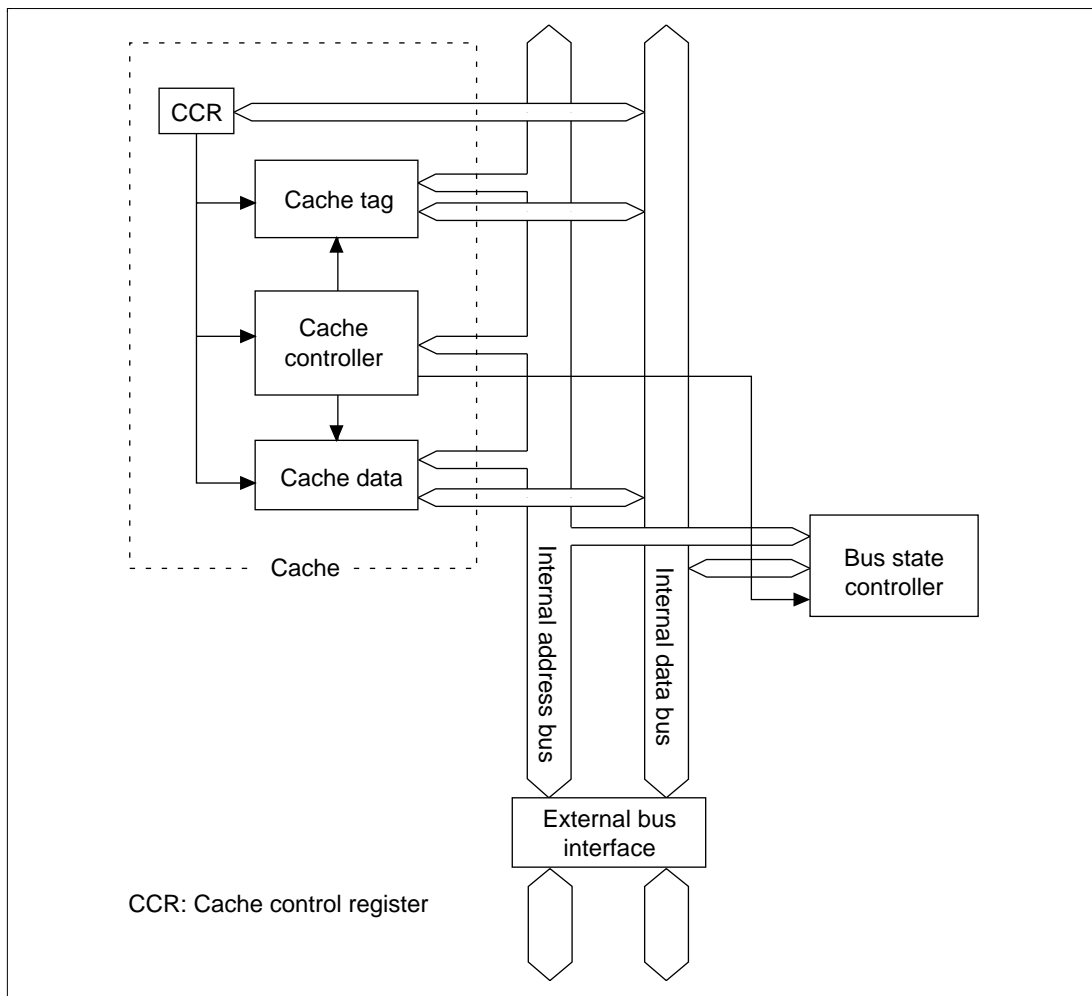 CCR
Cache tag
Cache
controller
Cache data
Cache
Internal address bus
Internal data bus
Bus state
controller
External bus
interface
CCR: Cache control register